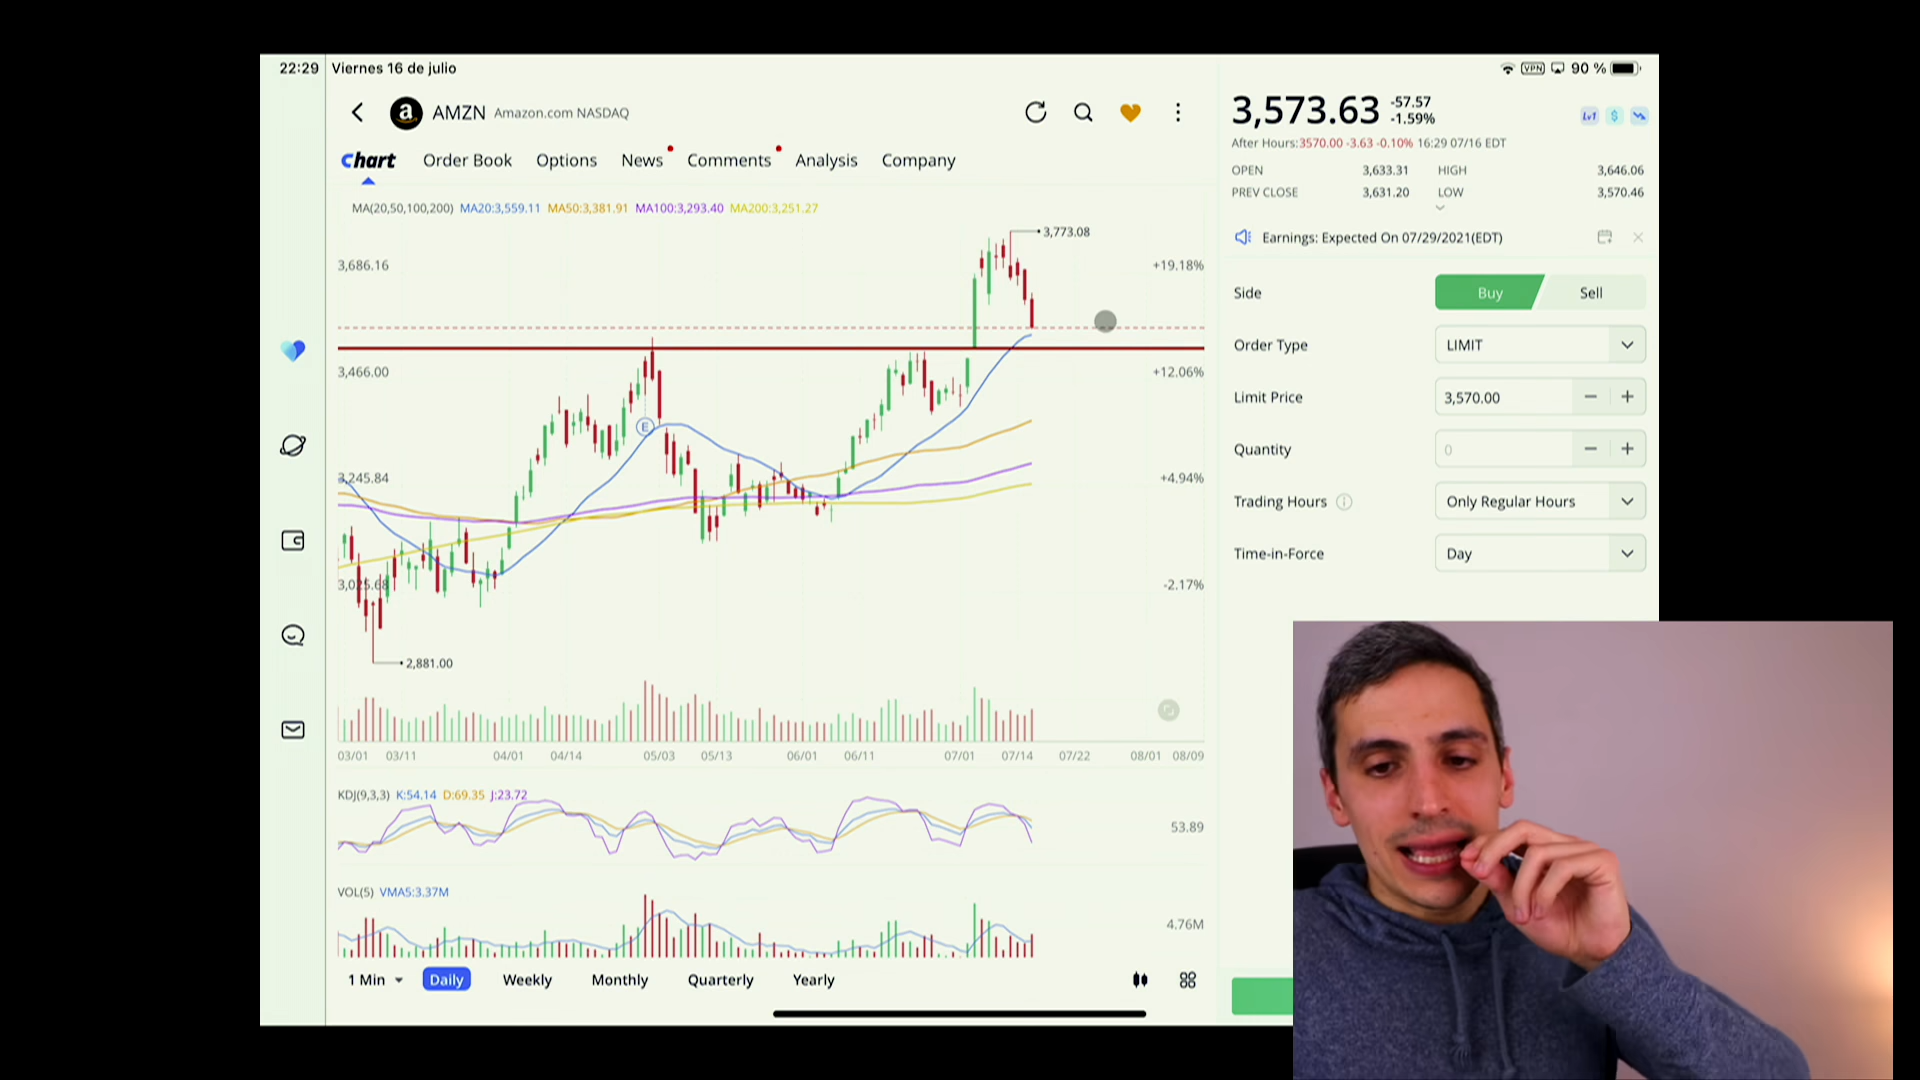 22:29 Viernes 16 de julio
VPN 90 %
AMZN Amazon.com NASDAQ
Chart Order Book Options News Comments Analysis Company
MA(20,50,100,200) MA20:3,559.11 MA50:3,381.91 MA100:3,293.40 MA200:3,251.27
3,773.08
3,686.16 +19.18%
3,466.00 +12.06%
E
3,245.84 +4.94%
3,025.68 -2.17%
2,881.00
03/01 03/11 04/01 04/14 05/03 05/13 06/01 06/11 07/01 07/14 07/22 08/01 08/09
KDJ(9,3,3) K:54.14 D:69.35 J:23.72
53.89
VOL(5) VMA5:3.37M
4.76M
1 Min Daily Weekly Monthly Quarterly Yearly
3,573.63 -57.57
-1.59%
Lv1 $
After Hours:3570.00 -3.63 -0.10% 16:29 07/16 EDT
OPEN 3,633.31 HIGH 3,646.06
PREV CLOSE 3,631.20 LOW 3,570.46
Earnings: Expected On 07/29/2021(EDT)
Side Buy Sell
Order Type LIMIT
Limit Price 3,570.00
Quantity 0
Trading Hours Only Regular Hours
Time-in-Force Day